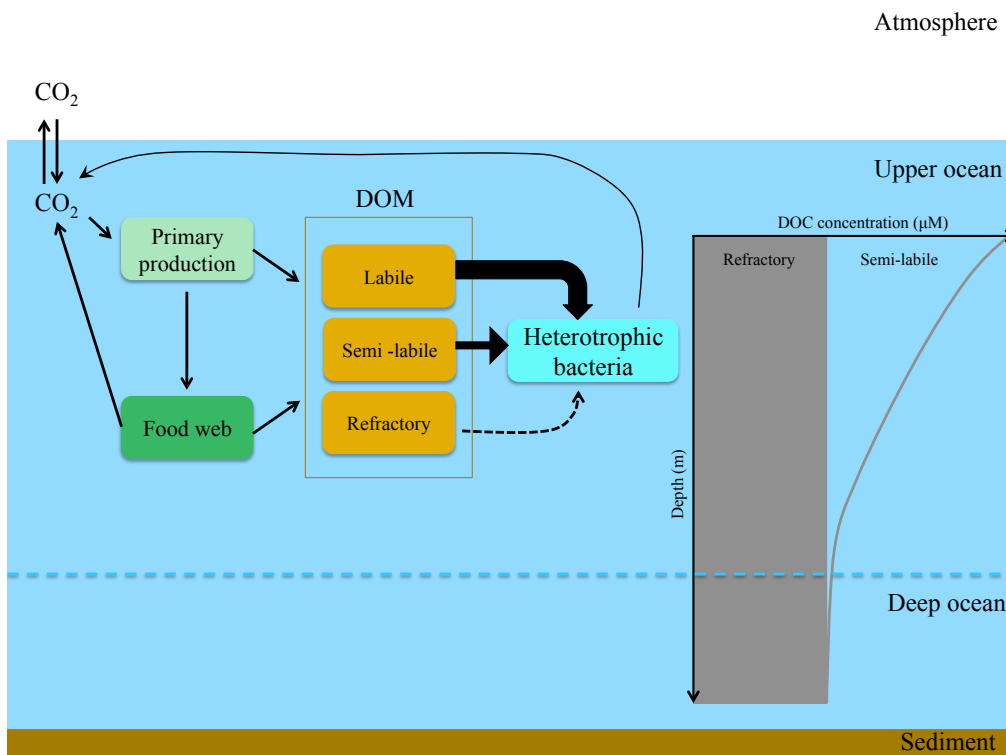 Atmosphere
CO₂
CO₂
Upper ocean
DOM
Primary
production
Labile
Semi -labile
Refractory
Food web
Heterotrophic
bacteria
DOC concentration (μM)
Refractory
Semi-labile
Depth (m)
Deep ocean
Sediment